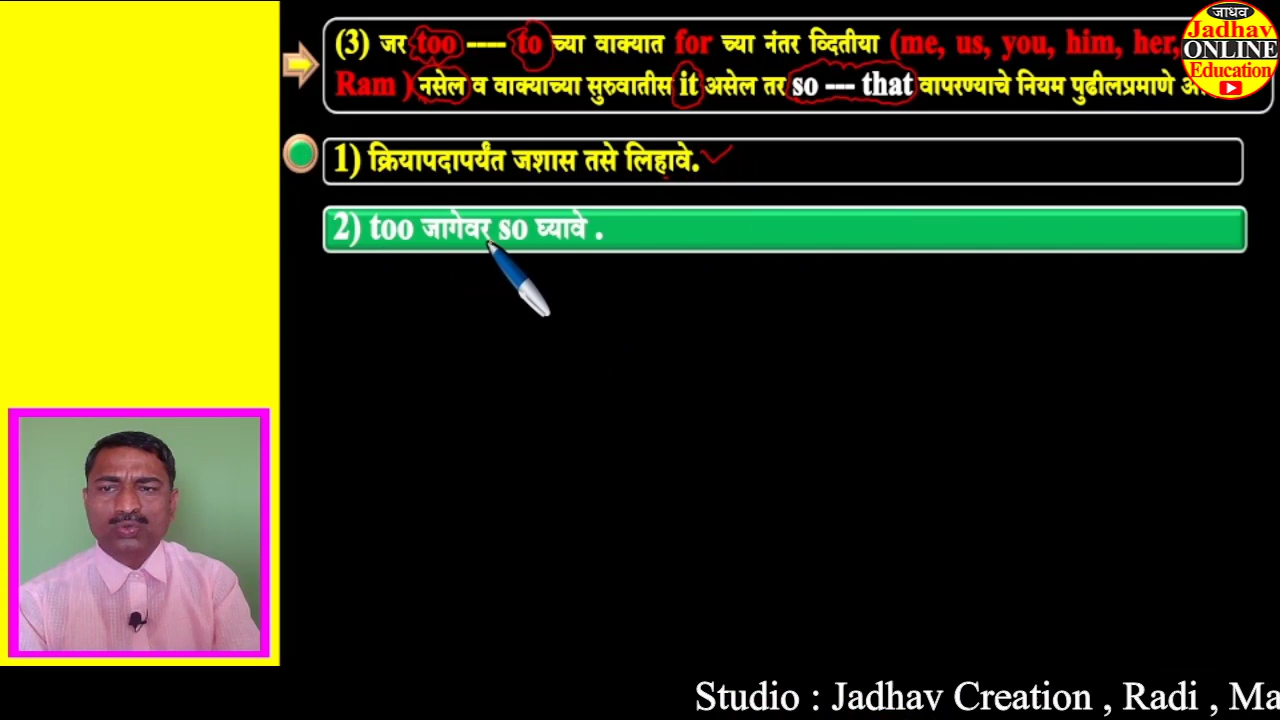 (3) जर too ---- to च्या वाक्यात for च्या नंतर व्दितीया (me, us, you, him, her,
Ram ) नसेल व वाक्याच्या सुरुवातीस it असेल तर so --- that वापरण्याचे नियम पुढीलप्रमाणे
जाधव
Jadhav
ONLINE
Education
1) क्रियापदापर्यंत जशास तसे लिहावे.
2) too जागेवर so घ्यावे .
Studio : Jadhav Creation , Radi , Ma